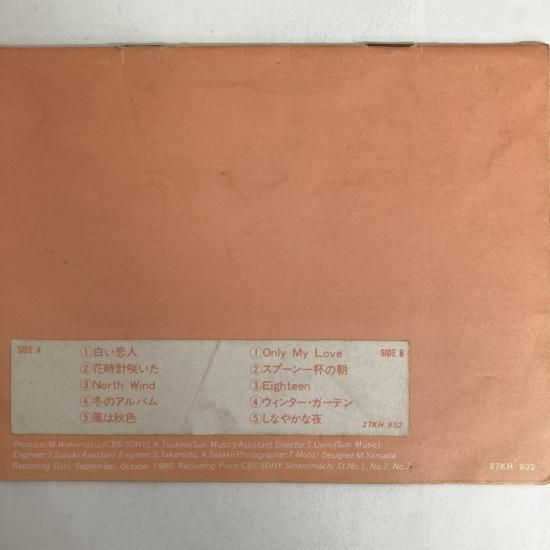 SIDE A
①白い恋人
②花時計咲いた
③North Wind
④冬のアルバム
⑤風は秋色
①Only My Love
②スプーン一杯の朝
③Eighteen
④ウィンター・ガーデン
⑤しなやかな夜
SIDE B
27KH 932
Producer:M.Wakamatsu(CBS/SONY), K.Tsukino(Sun Music)/Assistant Director:T.Ueno(Sun Music)
Engineer:T.Suzuki/Assistant Engineer:S.Takamoto, A.Sasaki/Photographer:T.Muto/ Designer:M.Yamada
Recording Date: September, October 1980 Recording Place/CBS/SONY Sinanomachi St.No.1, No.2, No.3
27KH 932